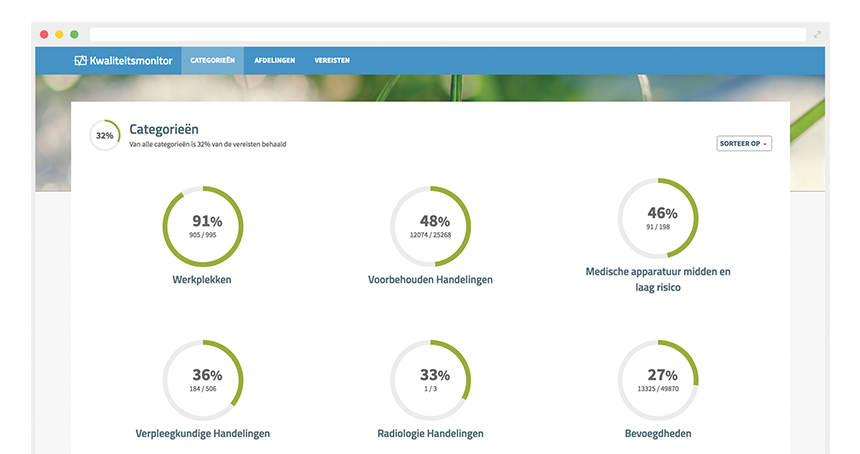 Kwaliteitsmonitor CATEGORIEËN AFDELINGEN VEREISTEN
32%
Categorieën
Van alle categorieën is 32% van de vereisten behaald
SORTEER OP
91%
905 / 995
Werkplekken
48%
12074 / 25268
Voorbehouden Handelingen
46%
91 / 198
Medische apparatuur midden en
laag risico
36%
184 / 506
Verpleegkundige Handelingen
33%
1 / 3
Radiologie Handelingen
27%
13325 / 49870
Bevoegdheden